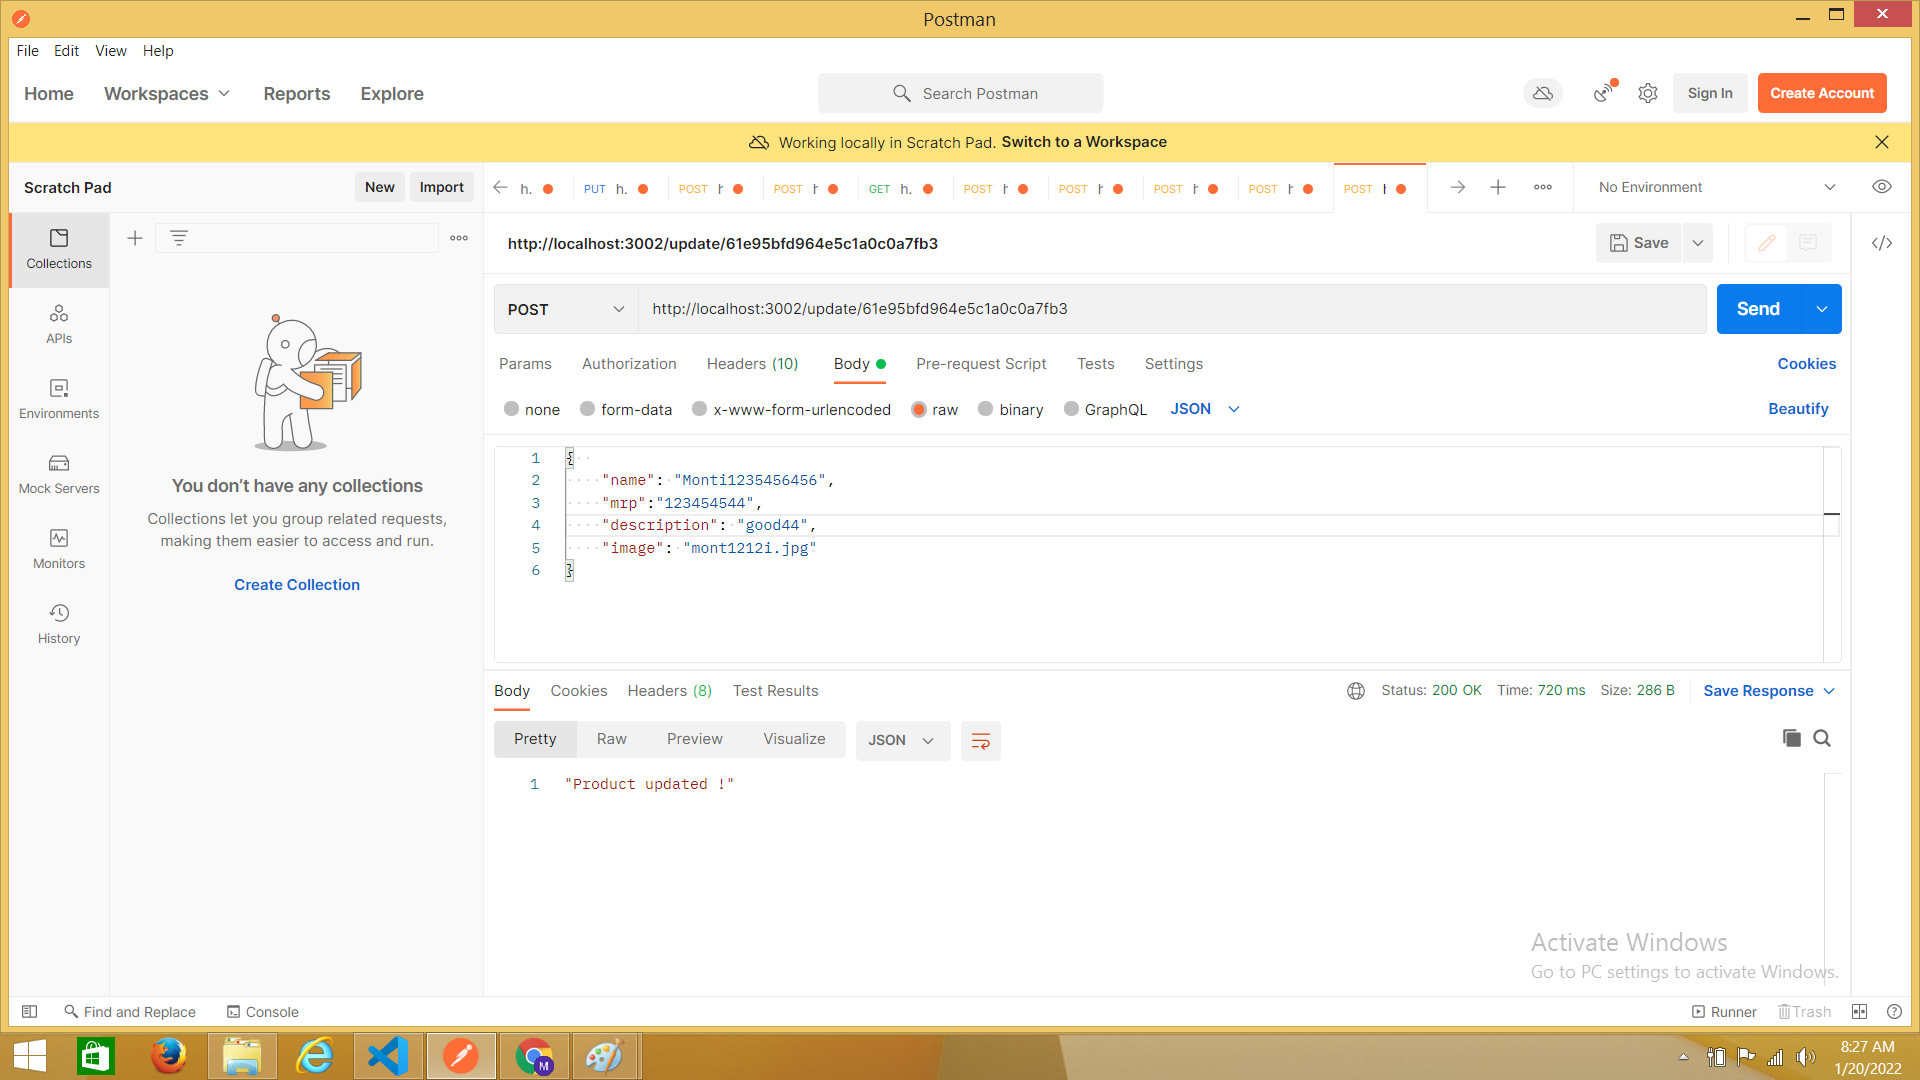 Postman
File Edit View Help
Home Workspaces Reports Explore Search Postman Sign In Create Account
Working locally in Scratch Pad. Switch to a Workspace
Scratch Pad New Import h. PUT h. POST POST GET h. POST POST POST POST POST No Environment
http://localhost:3002/update/61e95bfd964e5c1a0c0a7fb3 Save
POST http://localhost:3002/update/61e95bfd964e5c1a0c0a7fb3 Send
Params Authorization Headers (10) Body Pre-request Script Tests Settings Cookies
none form-data x-www-form-urlencoded raw binary GraphQL JSON Beautify
1 {
2 "name": "Monti1235456456",
3 "mrp":"123454544",
4 "description": "good44",
5 "image": "mont1212i.jpg"
6 }
Collections
APIs
Environments
Mock Servers
Monitors
History
You don't have any collections
Collections let you group related requests,
making them easier to access and run.
Create Collection
Body Cookies Headers (8) Test Results Status: 200 OK Time: 720 ms Size: 286 B Save Response
Pretty Raw Preview Visualize JSON
1 "Product updated !"
Activate Windows
Go to PC settings to activate Windows.
Find and Replace Console Runner Trash
M
8:27 AM
1/20/2022